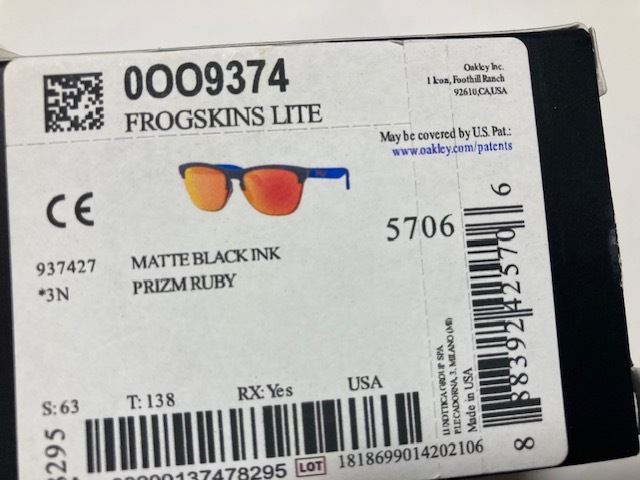 0OO9374
FROGSKINS LITE
Oakley Inc.
1 Icon, Foothill Ranch
92610,CA,USA
May be covered by U.S. Pat.:
www.oakley.com/patents
CE
5706
937427 MATTE BLACK INK
*3N PRIZM RUBY
S: 63 T: 138 RX: Yes USA
LUXOTTICA GROUP SPA
P.LE CADORNA, 3, MILANO (MI)
Made in USA
8 88392 42570 6
8295
137478295 LOT 1818699014202106